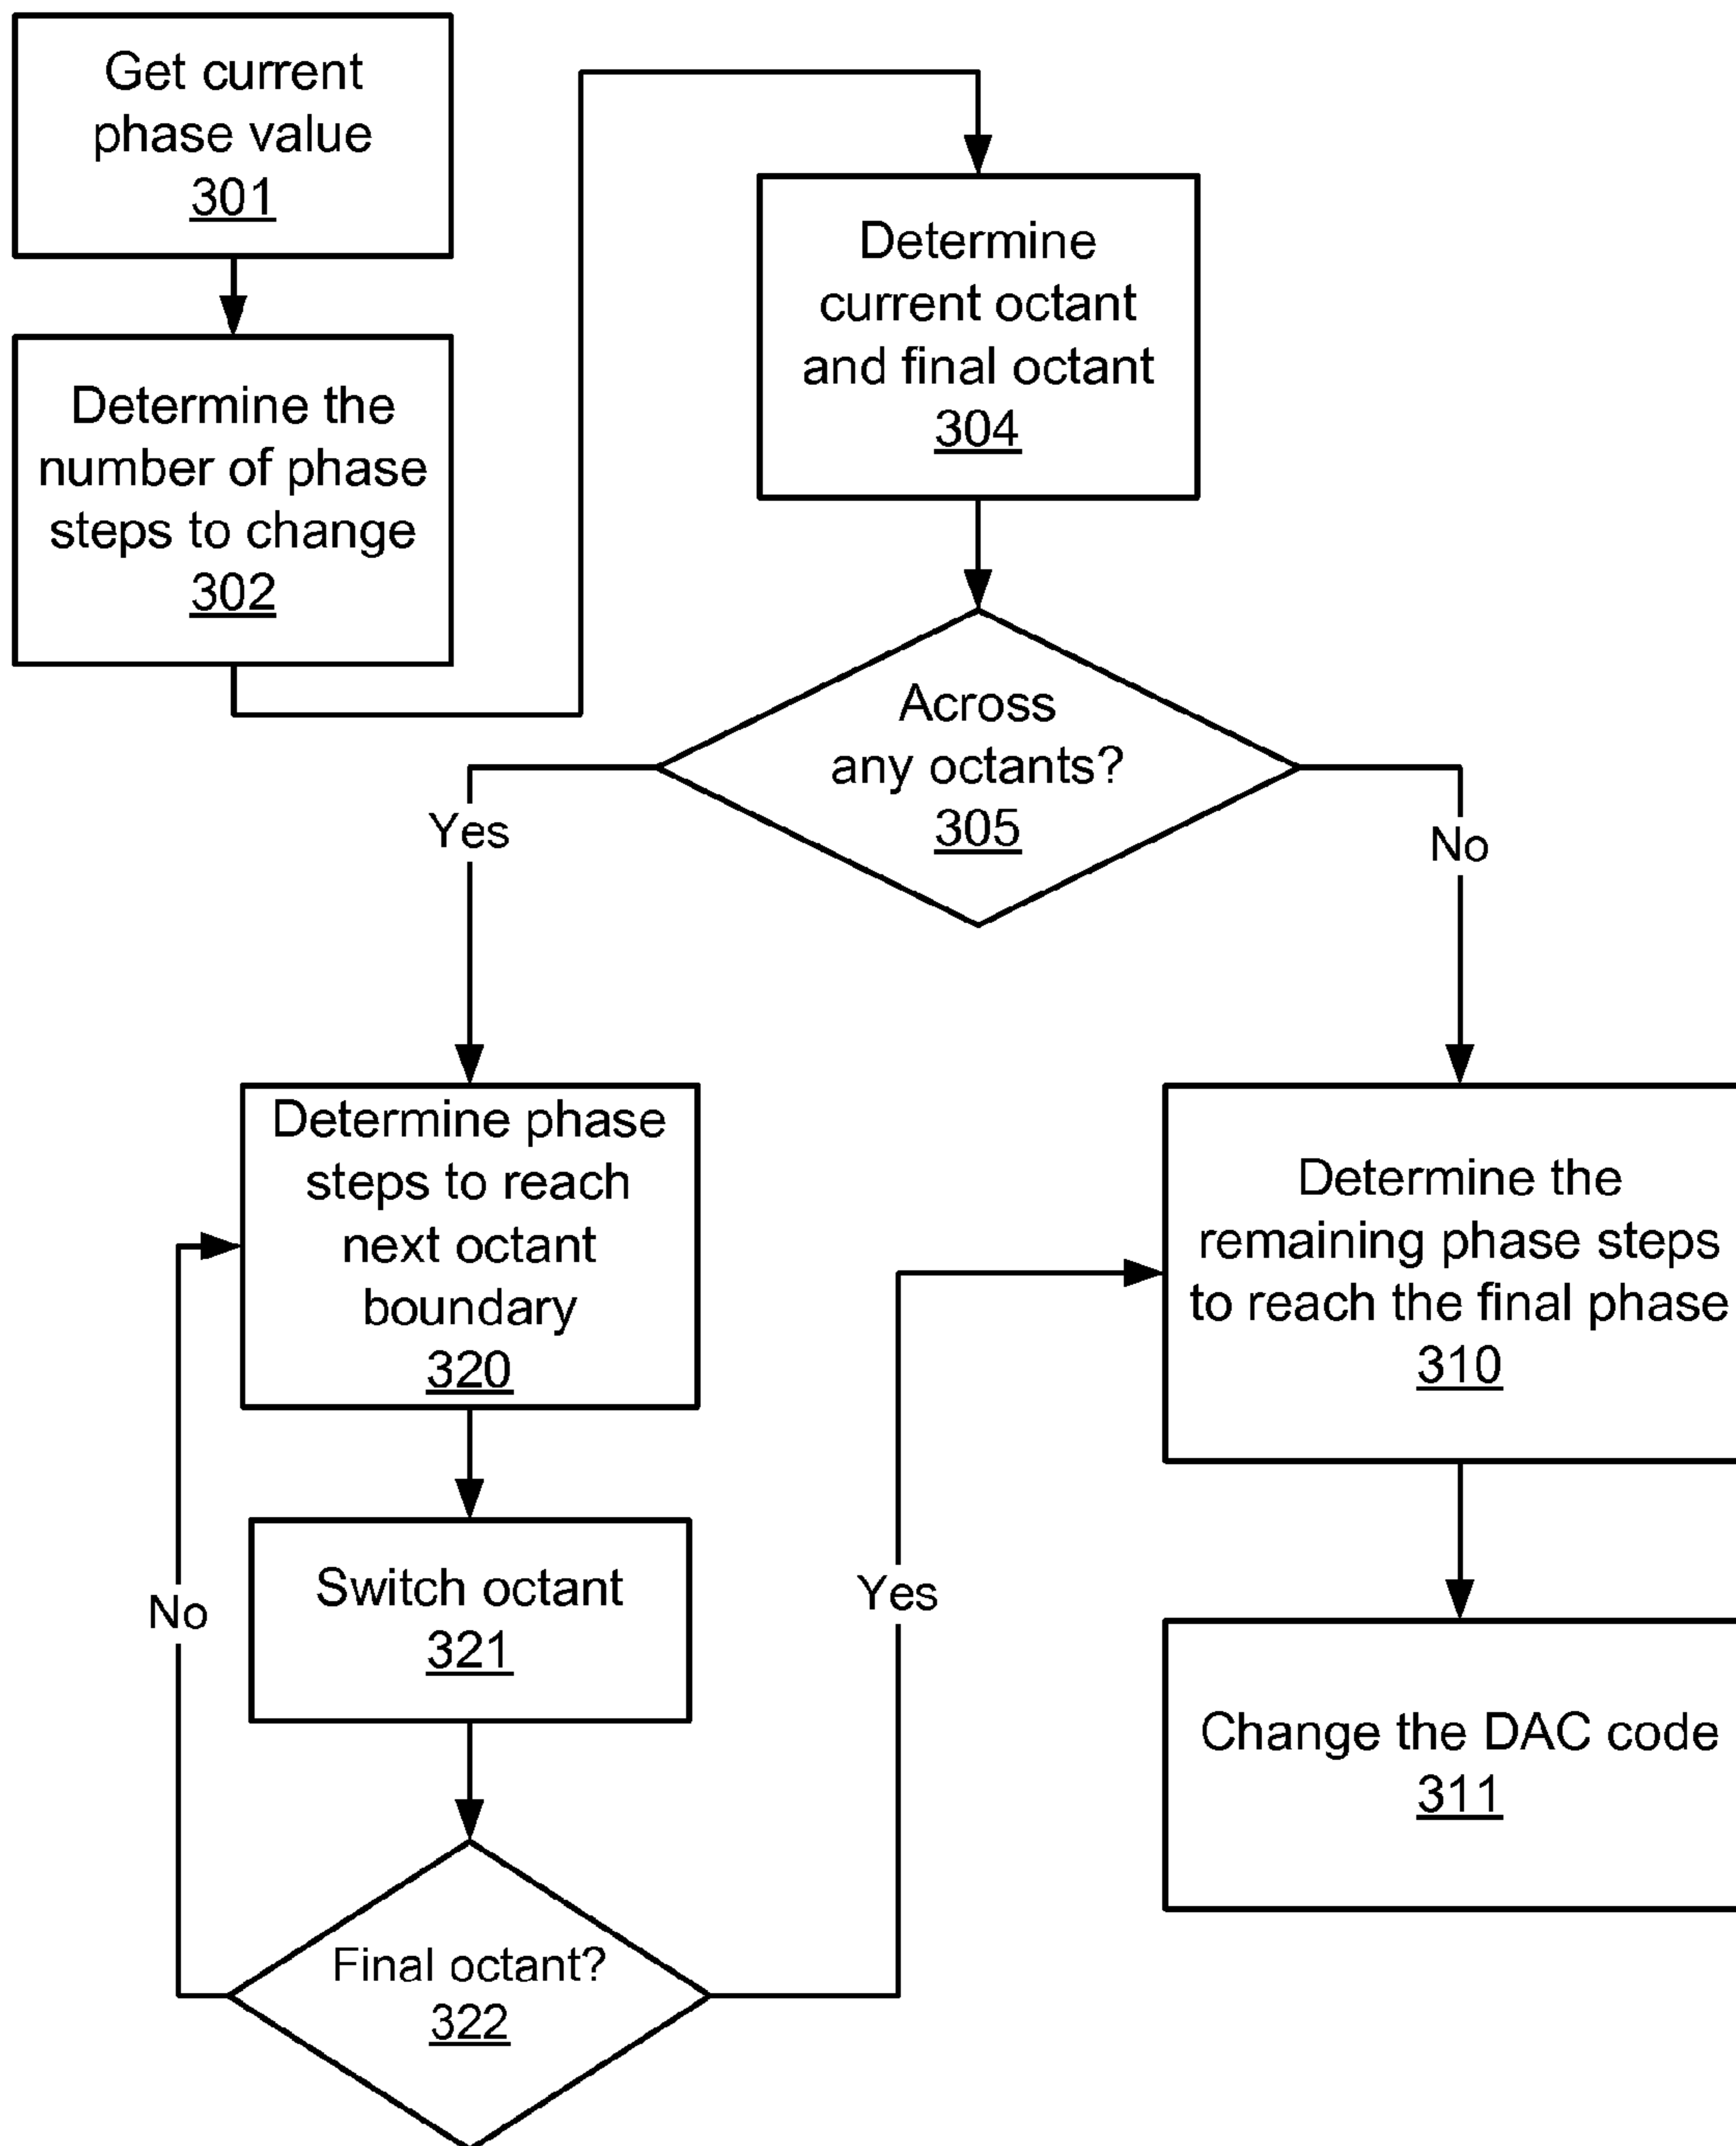 Get current
phase value
301
Determine the
number of phase
steps to change
302
Determine
current octant
and final octant
304
Across
any octants?
305
Yes
No
Determine phase
steps to reach
next octant
boundary
320
Determine the
remaining phase steps
to reach the final phase
310
Switch octant
321
No
Yes
Change the DAC code
311
Final octant?
322